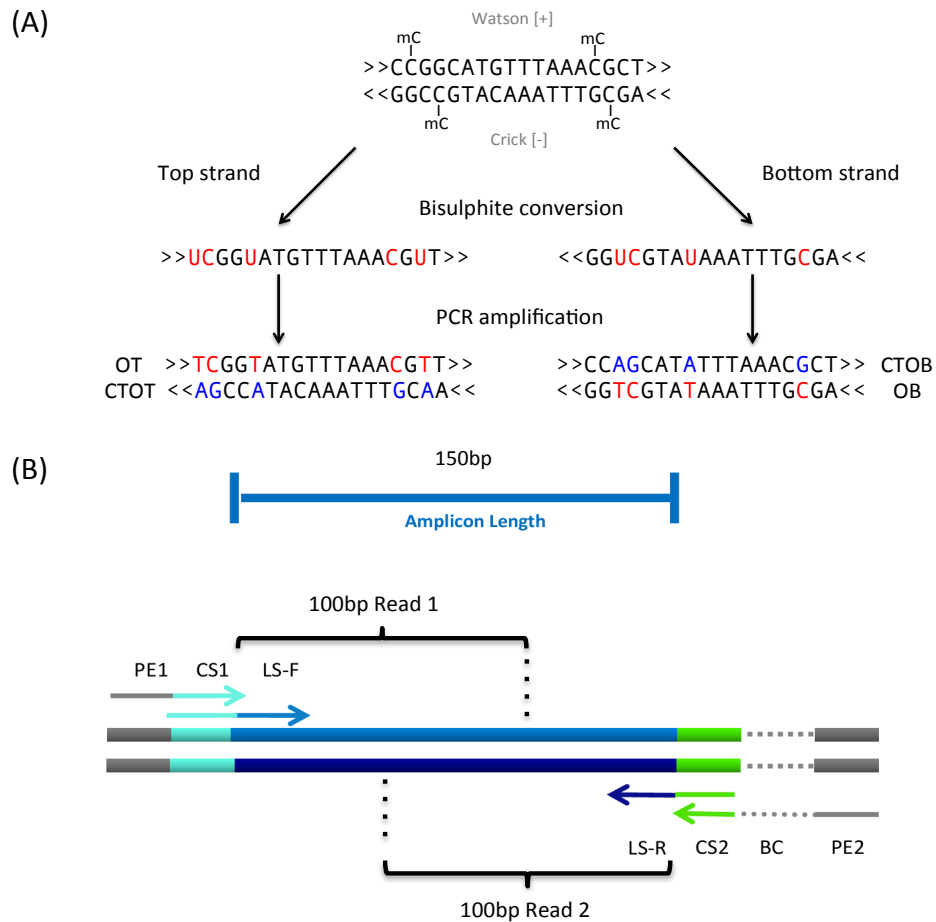 (A)
Watson [+]
mC mC
>>CCGGCATGTTTAAACGCT>>
<<GGCCGTACAAATTTGCGA<<
mC mC
Crick [-]
Top strand
Bottom strand
Bisulphite conversion
>>UCGGUATGTTTAAACGUT>>
<<GGUCGTAUAAATTTGCGA<<
PCR amplification
OT >>TCGGTATGTTTAAACGTT>>
CTOT <<AGCCATACAAATTTGCAA<<
>>CCAGCATATTTAAACGCT>> CTOB
<<GGTCGTATAAATTTGCGA<< OB
(B)
150bp
Amplicon Length
100bp Read 1
PE1 CS1 LS-F
LS-R CS2 BC PE2
100bp Read 2